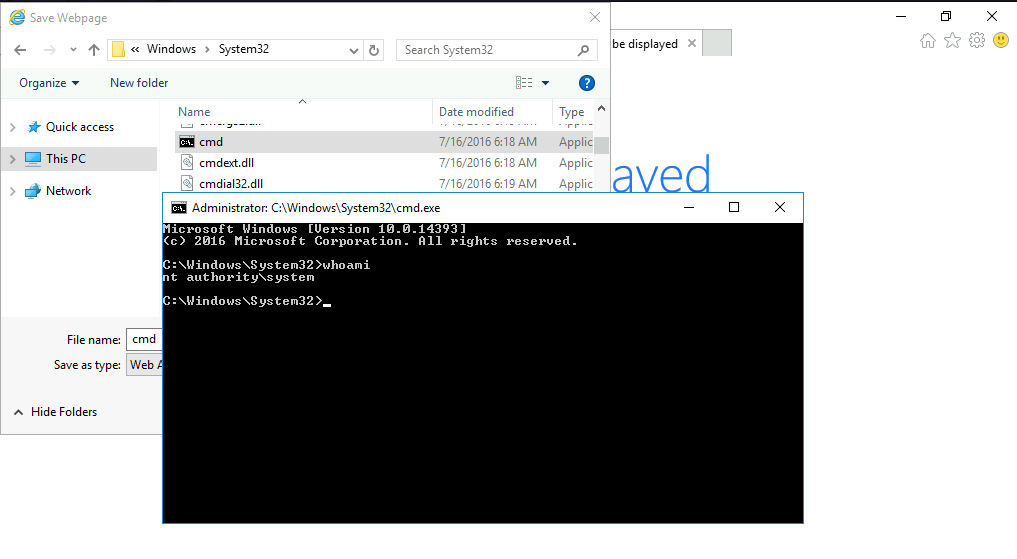 Save Webpage
« Windows > System32
Search System32
be displayed
Organize
New folder
Name
Date modified
Type
cmd
7/16/2016 6:18 AM
Applic
cmdext.dll
7/16/2016 6:18 AM
Applic
cmdial32.dll
7/16/2016 6:19 AM
Applic
Quick access
This PC
Network
aved
Administrator: C:\Windows\System32\cmd.exe
Microsoft Windows [Version 10.0.14393]
(c) 2016 Microsoft Corporation. All rights reserved.
C:\Windows\System32>whoami
nt authority\system
C:\Windows\System32>
File name:
cmd
Save as type:
Web A
Hide Folders